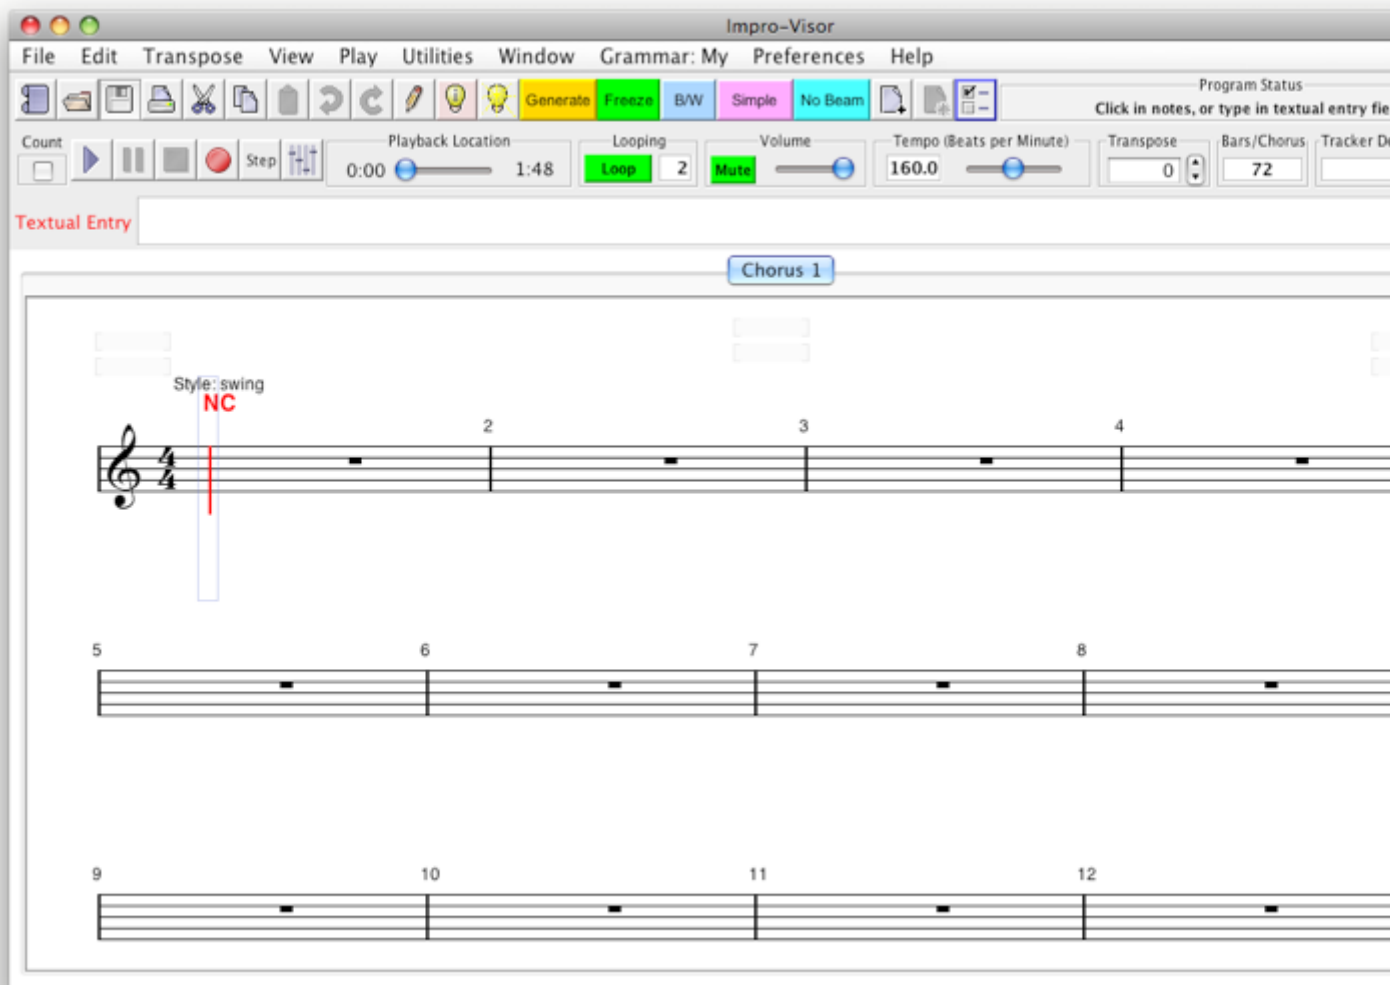 Impro-Visor
File Edit Transpose View Play Utilities Window Grammar: My Preferences Help
Generate Freeze B/W Simple No Beam
Program Status
Click in notes, or type in textual entry fie
Count Step Playback Location Looping Volume Tempo (Beats per Minute) Transpose Bars/Chorus Tracker De
0:00 1:48 Loop 2 Mute 160.0 0 72
Textual Entry
Chorus 1
Style: swing
NC
2 3 4
4
4
5 6 7 8
9 10 11 12